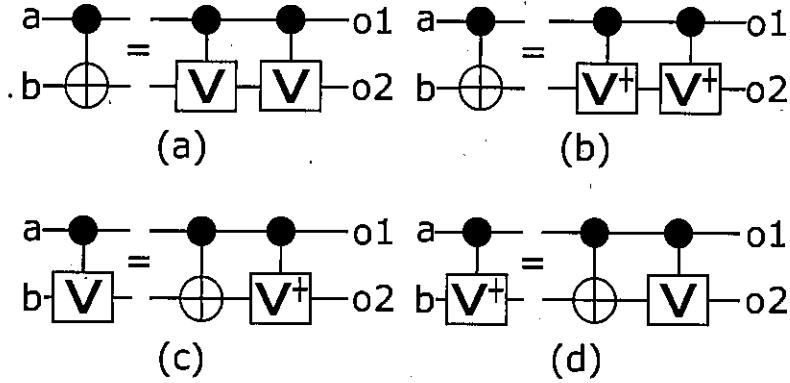 a = o1 a = o1
b V V o2 b V† V† o2
(a) (b)
a = o1 a = o1
b V V† o2 b V† V o2
(c) (d)